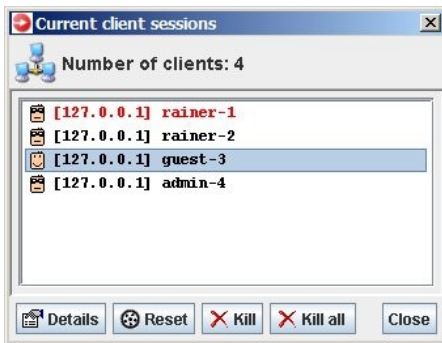 Current client sessions
Number of clients: 4
[127.0.0.1] rainer-1
[127.0.0.1] rainer-2
[127.0.0.1] guest-3
[127.0.0.1] admin-4
Details Reset Kill Kill all Close